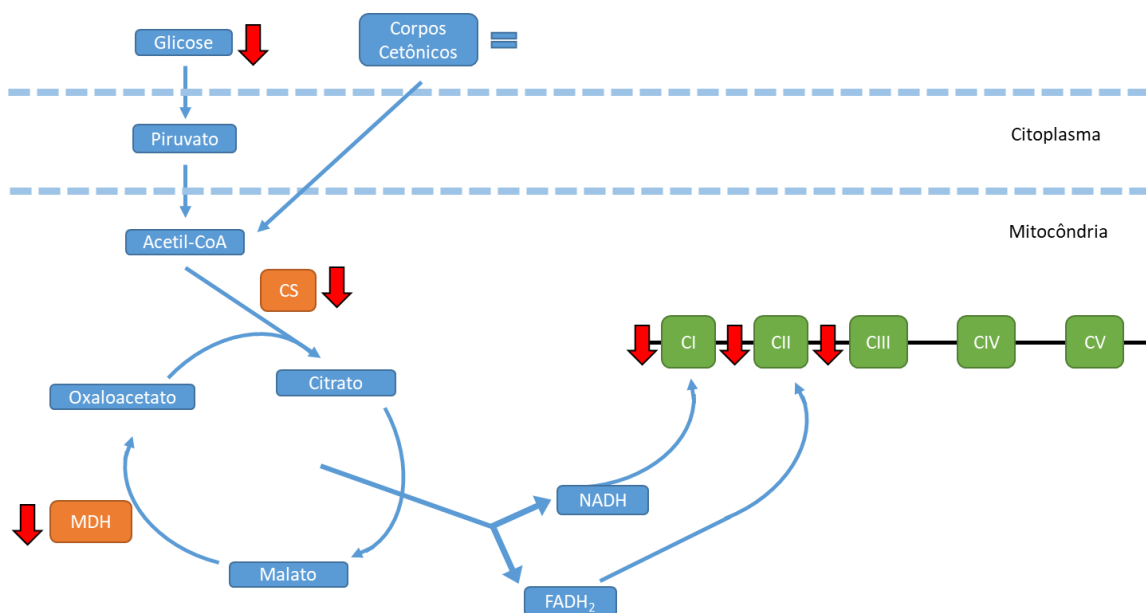 Glicose
Corpos
Cetônicos
Piruvato
Citoplasma
Acetil-CoA
Mitocôndria
CS
CI
CII
CIII
CIV
CV
Oxaloacetato
Citrato
MDH
NADH
Malato
FADH₂